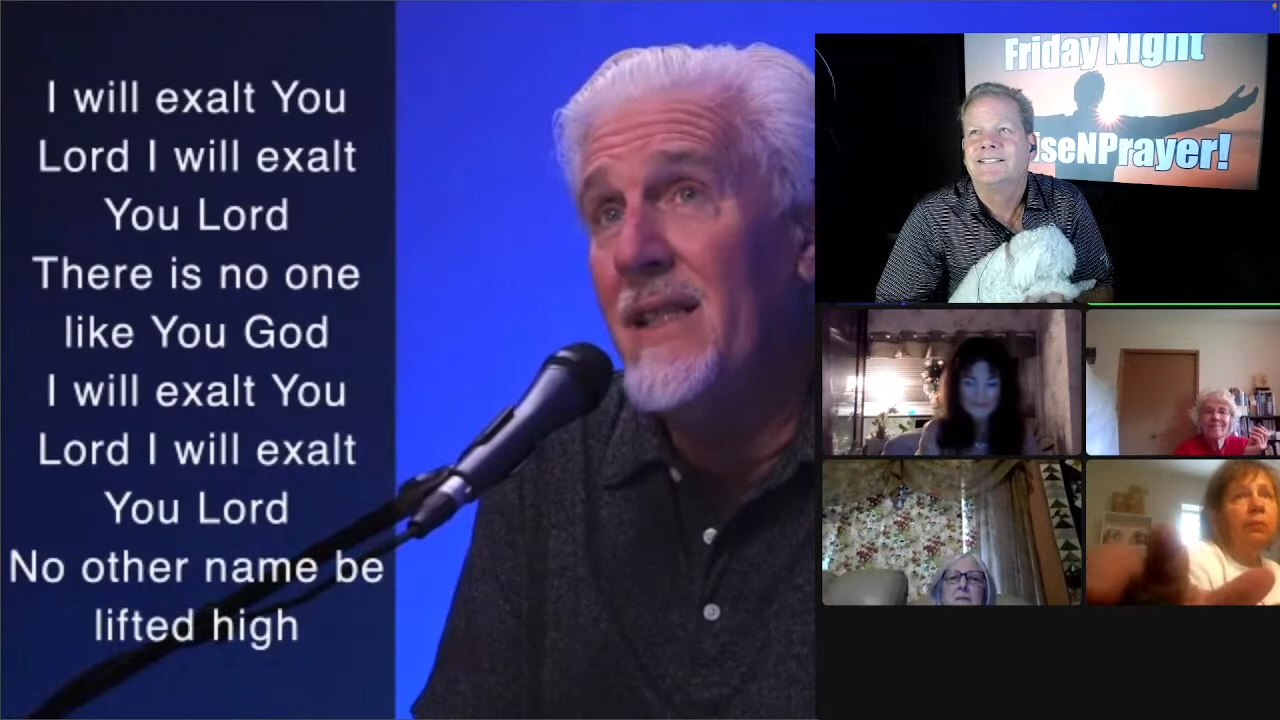 I will exalt You
Lord I will exalt
You Lord
There is no one
like You God
I will exalt You
Lord I will exalt
You Lord
No other name be
lifted high
Friday Night
iseNPrayer!